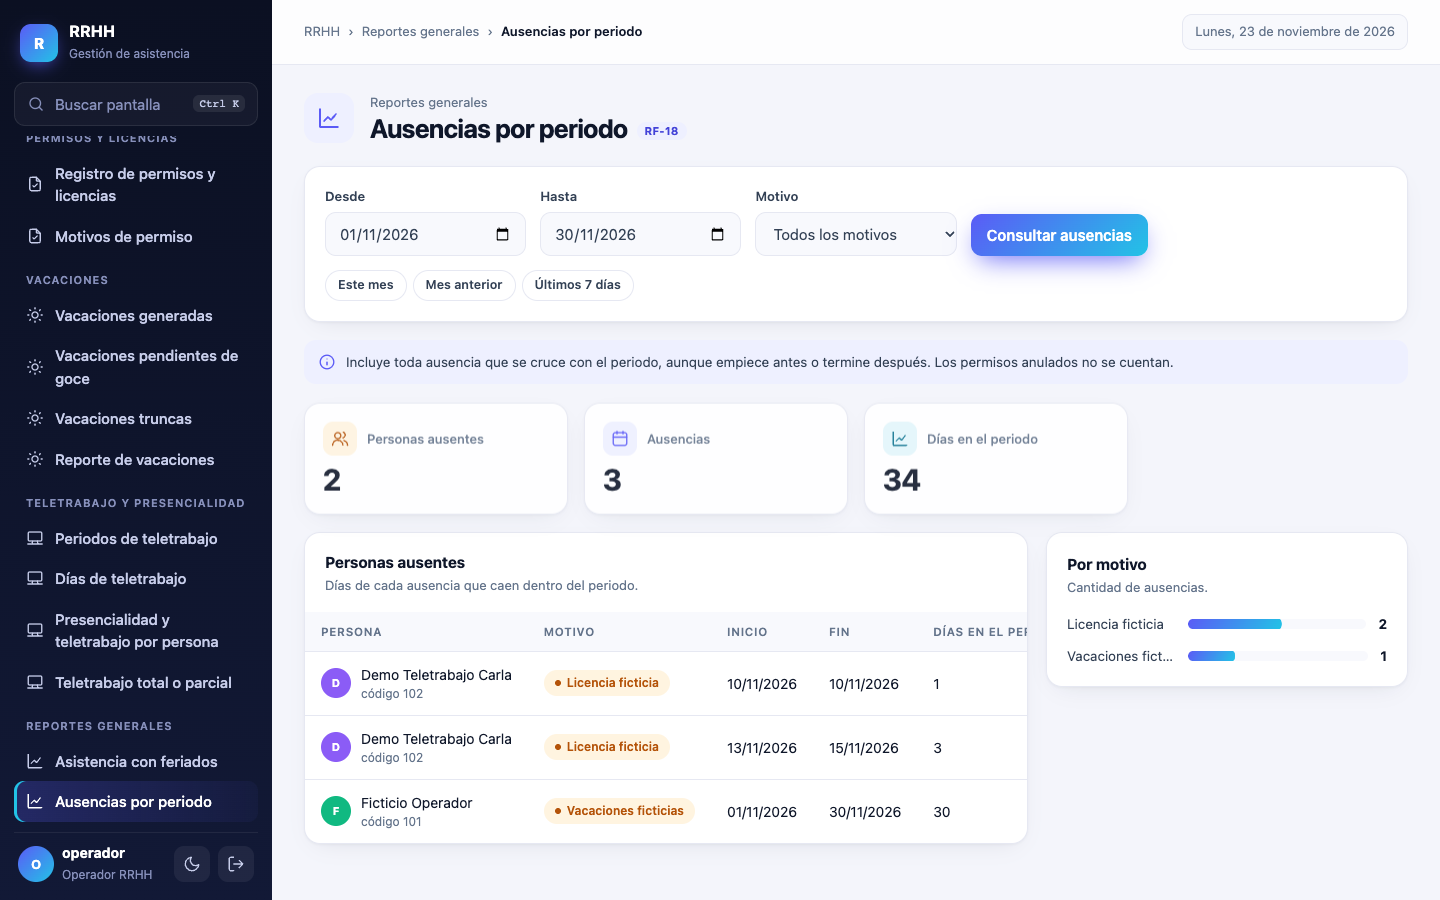 RRHH
Gestión de asistencia
Buscar pantalla
Ctrl K
PERMISOS Y LICENCIAS
Registro de permisos y
licencias
Motivos de permiso
VACACIONES
Vacaciones generadas
Vacaciones pendientes de
goce
Vacaciones truncas
Reporte de vacaciones
TELETRABAJO Y PRESENCIALIDAD
Periodos de teletrabajo
Días de teletrabajo
Presencialidad y
teletrabajo por persona
Teletrabajo total o parcial
REPORTES GENERALES
Asistencia con feriados
Ausencias por periodo
operador
Operador RRHH
R
O
RRHH › Reportes generales › Ausencias por periodo
Lunes, 23 de noviembre de 2026
Reportes generales
Ausencias por periodo RF-18
Desde Hasta Motivo
01/11/2026 30/11/2026 Todos los motivos Consultar ausencias
Este mes Mes anterior Últimos 7 días
Incluye toda ausencia que se cruce con el periodo, aunque empiece antes o termine después. Los permisos anulados no se cuentan.
Personas ausentes
2
Ausencias
3
Días en el periodo
34
Personas ausentes
Días de cada ausencia que caen dentro del periodo.
PERSONA MOTIVO INICIO FIN DÍAS EN EL PER
D Demo Teletrabajo Carla Licencia ficticia 10/11/2026 10/11/2026 1
código 102
D Demo Teletrabajo Carla Licencia ficticia 13/11/2026 15/11/2026 3
código 102
F Ficticio Operador Vacaciones ficticias 01/11/2026 30/11/2026 30
código 101
Por motivo
Cantidad de ausencias.
Licencia ficticia 2
Vacaciones fict... 1